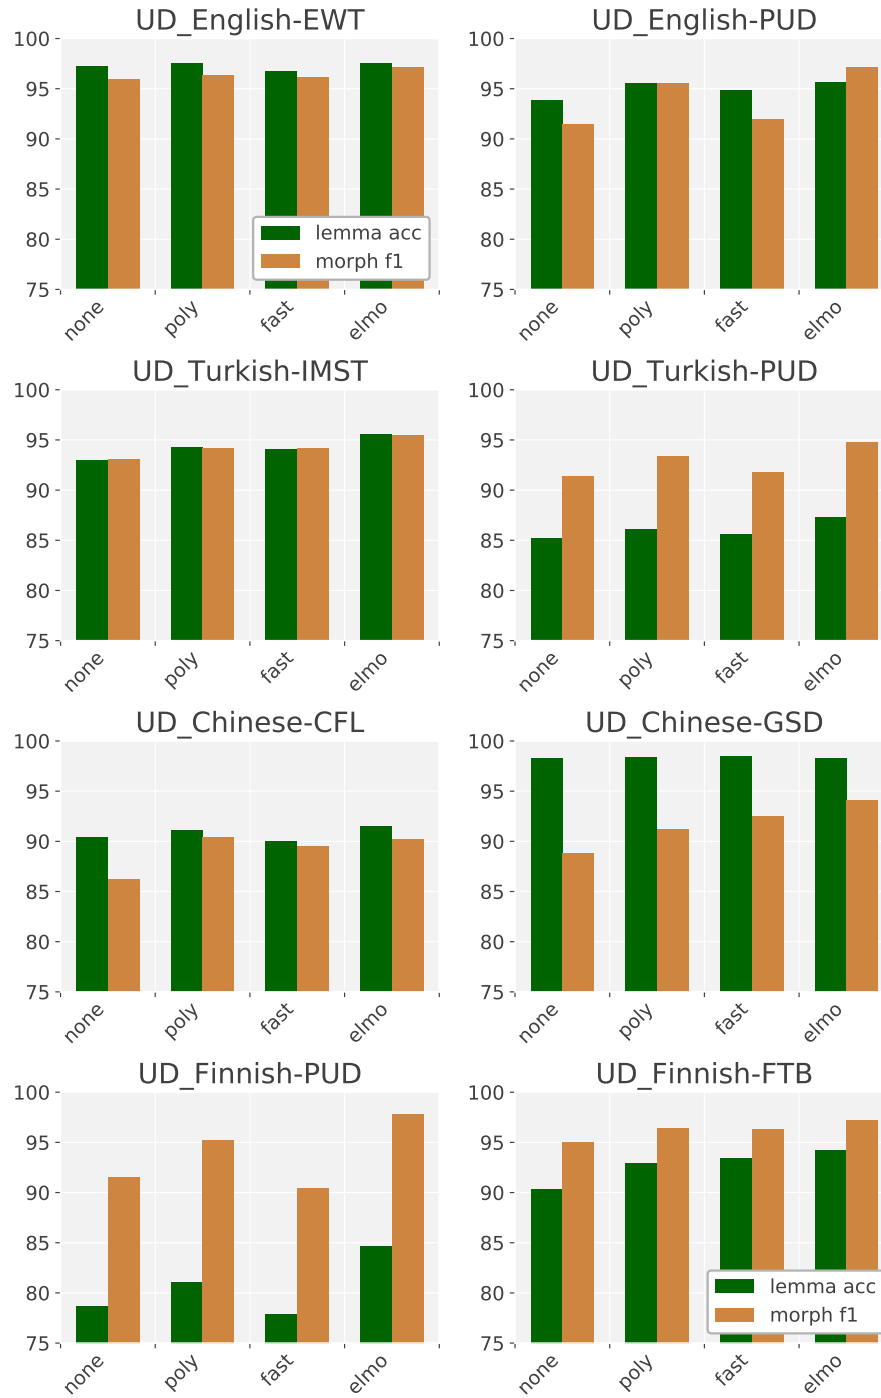 UD_English-EWT
100
95
90
85
80
75
none
poly
fast
elmo
lemma acc
morph f1
UD_English-PUD
100
95
90
85
80
75
none
poly
fast
elmo
UD_Turkish-IMST
100
95
90
85
80
75
none
poly
fast
elmo
UD_Turkish-PUD
100
95
90
85
80
75
none
poly
fast
elmo
UD_Chinese-CFL
100
95
90
85
80
75
none
poly
fast
elmo
UD_Chinese-GSD
100
95
90
85
80
75
none
poly
fast
elmo
UD_Finnish-PUD
100
95
90
85
80
75
none
poly
fast
elmo
UD_Finnish-FTB
100
95
90
85
80
75
none
poly
fast
elmo
lemma acc
morph f1